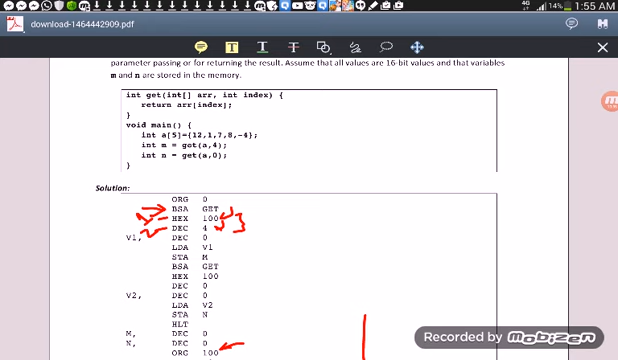 4G
14% 1:55 AM
download-1464442909.pdf
T T T
parameter passing or for returning the result. Assume that all values are 16-bit values and that variables
m and n are stored in the memory.
int get(int[] arr, int index) {
return arr[index];
}
void main() {
int a[5]={12,1,7,8,-4};
int m = got(a,4);
int n = get(a,0);
}
Solution:
ORG 0
BSA GET
HEX 100
DEC 4
V1, DEC 0
LDA V1
STA M
BSA GET
HEX 100
DEC 0
V2, DEC 0
LDA V2
STA N
HLT
M, DEC 0
N, DEC 0
ORG 100
Recorded by mobizen